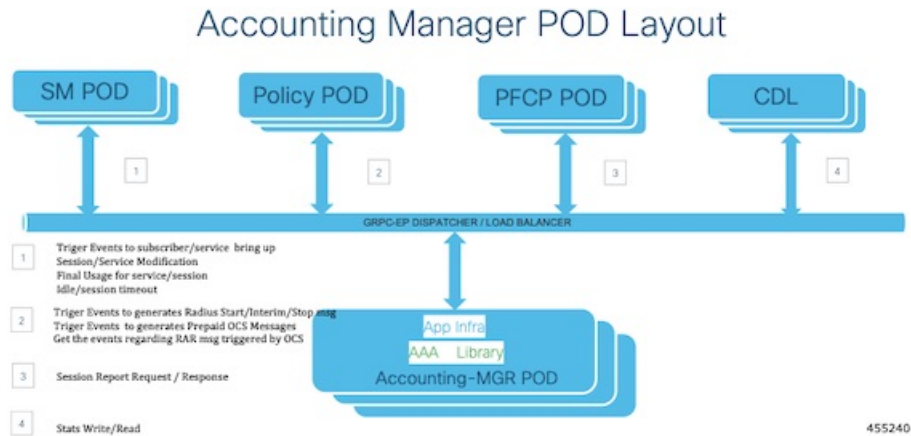 Accounting Manager POD Layout
SM POD
Policy POD
PFCP POD
CDL
1
2
3
4
GRPC-EP DISPATCHER / LOAD BALANCER
1
Triger Events to subscriber/service bring up
Session/Service Modification
Final Usage for service/session
Idle/session timeout
2
Triger Events to generates Radius Start/Interim/Stop msg
Triger Events to generates Prepaid OCS Messages
Get the events regarding RAR msg triggered by OCS
App Infra
AAA Library
Accounting-MGR POD
3
Session Report Request / Response
4
Stats Write/Read
455240